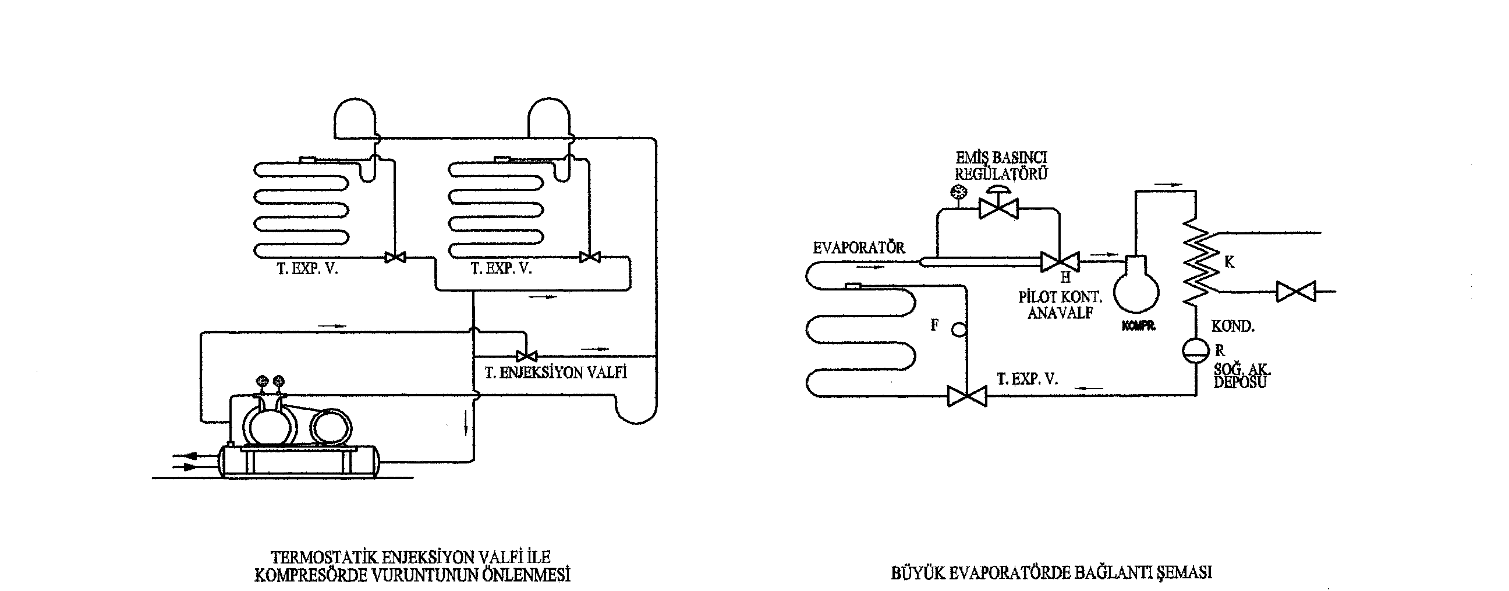 T. EXP. V.
T. EXP. V.
T. ENJEKSİYON VALFİ
TERMOSTATİK ENJEKSİYON VALFİ İLE
KOMPRESÖRDE VURUNTUNUN ÖNLENMESİ
EMİŞ BASINCI
REGÜLATÖRÜ
EVAPORATÖR
H
PİLOT KONT.
ANAVALF
KOMPR.
K
F
KOND.
R
SOĞ. AK.
DEPOSU
T. EXP. V.
BÜYÜK EVAPORATÖRDE BAĞLANTI ŞEMASI